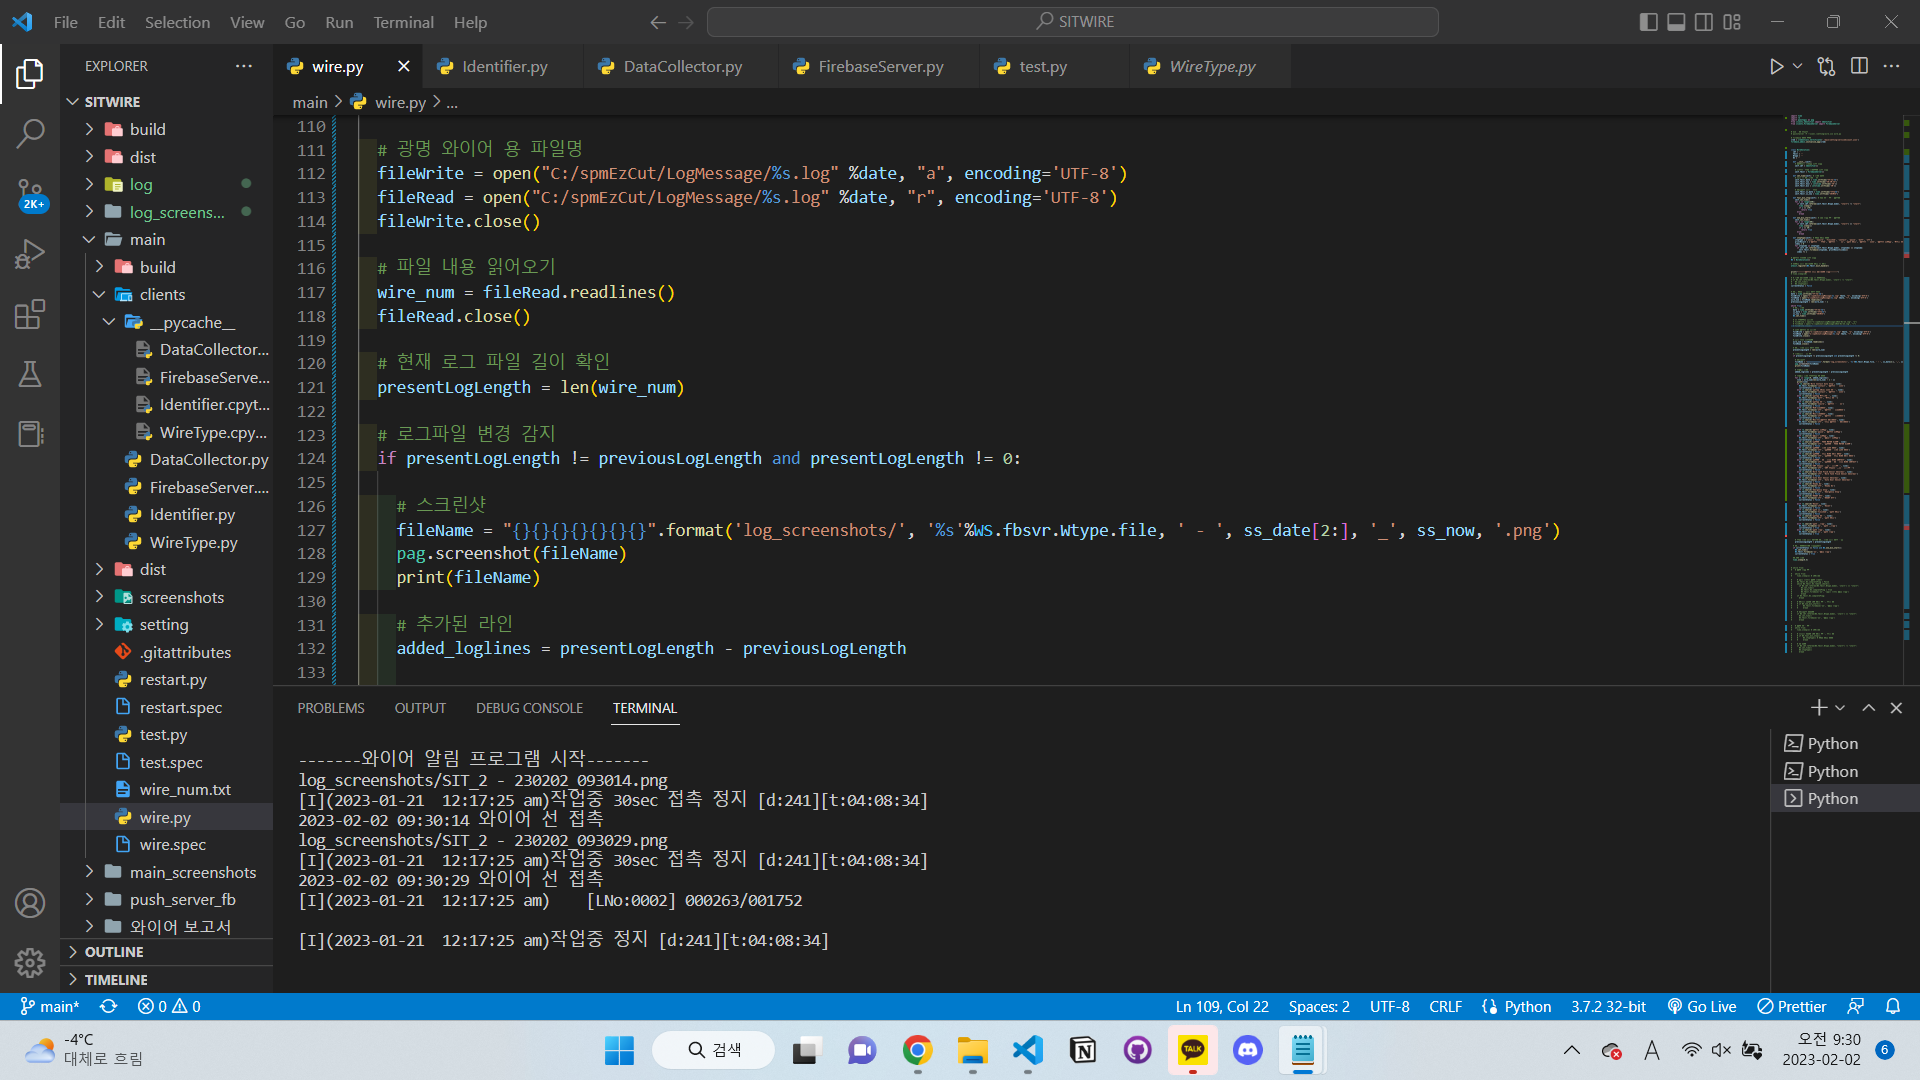 File Edit Selection View Go Run Terminal Help
SITWIRE
EXPLORER
wire.py
Identifier.py
DataCollector.py
FirebaseServer.py
test.py
WireType.py
main > wire.py > ...
SITWIRE
build
dist
log
log_screens...
main
build
clients
__pycache__
DataCollector...
FirebaseServe...
Identifier.cpyt...
WireType.cpy...
DataCollector.py
FirebaseServer....
Identifier.py
WireType.py
dist
screenshots
setting
.gitattributes
restart.py
restart.spec
test.py
test.spec
wire_num.txt
wire.py
wire.spec
main_screenshots
push_server_fb
와이어 보고서
OUTLINE
TIMELINE
2K+
110
111 # 광명 와이어 용 파일명
112 fileWrite = open("C:/spmEzCut/LogMessage/%s.log" %date, "a", encoding='UTF-8')
113 fileRead = open("C:/spmEzCut/LogMessage/%s.log" %date, "r", encoding='UTF-8')
114 fileWrite.close()
115
116 # 파일 내용 읽어오기
117 wire_num = fileRead.readlines()
118 fileRead.close()
119
120 # 현재 로그 파일 길이 확인
121 presentLogLength = len(wire_num)
122
123 # 로그파일 변경 감지
124 if presentLogLength != previousLogLength and presentLogLength != 0:
125
126 # 스크린샷
127 fileName = "{}{}{}{}{}{}{}".format('log_screenshots/', '%s'%WS.fbsvr.Wtype.file, ' - ', ss_date[2:], '_', ss_now, '.png')
128 pag.screenshot(fileName)
129 print(fileName)
130
131 # 추가된 라인
132 added_loglines = presentLogLength - previousLogLength
133
PROBLEMS OUTPUT DEBUG CONSOLE TERMINAL
-------와이어 알림 프로그램 시작-------
log_screenshots/SIT_2 - 230202_093014.png
[I](2023-01-21  12:17:25 am)작업중 30sec 접촉 정지 [d:241][t:04:08:34]
2023-02-02 09:30:14 와이어 선 접촉
log_screenshots/SIT_2 - 230202_093029.png
[I](2023-01-21  12:17:25 am)작업중 30sec 접촉 정지 [d:241][t:04:08:34]
2023-02-02 09:30:29 와이어 선 접촉
[I](2023-01-21  12:17:25 am)    [LNo:0002] 000263/001752
[I](2023-01-21  12:17:25 am)작업중 정지 [d:241][t:04:08:34]
Python
Python
Python
main* 0 0 Ln 109, Col 22 Spaces: 2 UTF-8 CRLF Python 3.7.2 32-bit Go Live Prettier
-4°C
대체로 흐림
검색
TALK
A
오전 9:30
2023-02-02
6